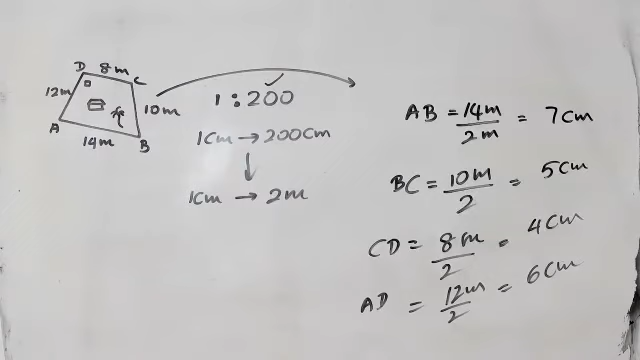 D 8m C
12m
10m
A
14m B
1 : 200
1cm → 200cm
1cm → 2m
AB = 14m/2m = 7cm
BC = 10m/2 = 5cm
CD = 8m/2 = 4cm
AD = 12m/2 = 6cm